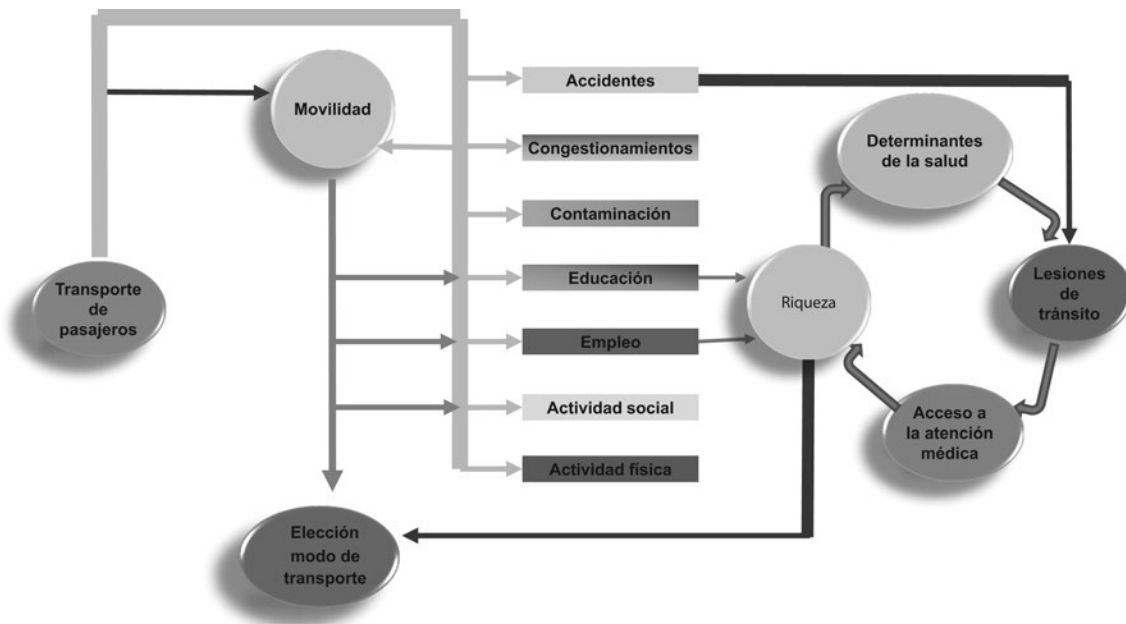 Movilidad
Transporte
de
pasajeros
Elección
modo de
transporte
Accidentes
Congestionamientos
Contaminación
Educación
Empleo
Actividad social
Actividad física
Riqueza
Determinantes
de la salud
Lesiones
de
tránsito
Acceso a
la atención
médica